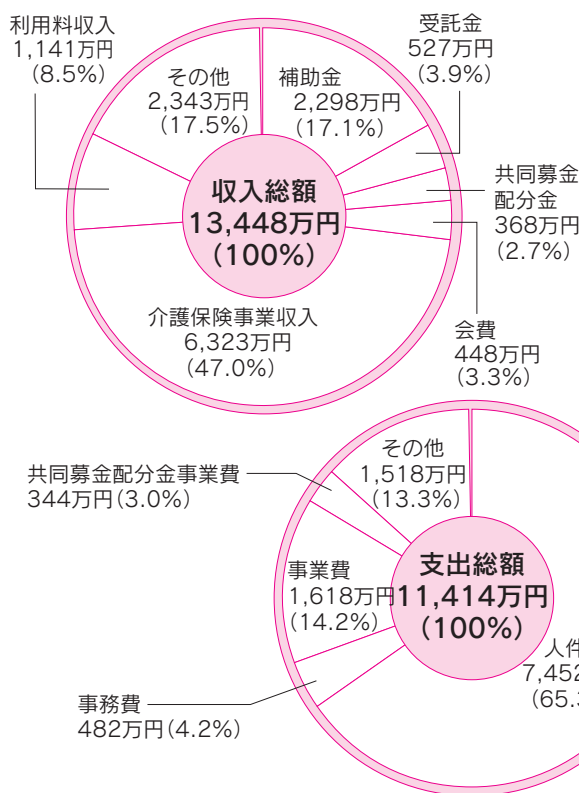 利用料収入
1,141万円
(8.5%)
その他
2,343万円
(17.5%)
補助金
2,298万円
(17.1%)
受託金
527万円
(3.9%)
共同募金
配分金
368万円
(2.7%)
会費
448万円
(3.3%)
収入総額
13,448万円
(100%)
介護保険事業収入
6,323万円
(47.0%)
その他
1,518万円
(13.3%)
共同募金配分金事業費
344万円(3.0%)
事業費
1,618万円
(14.2%)
支出総額
11,414万円
(100%)
人件
7,452
(65.3
事務費
482万円(4.2%)